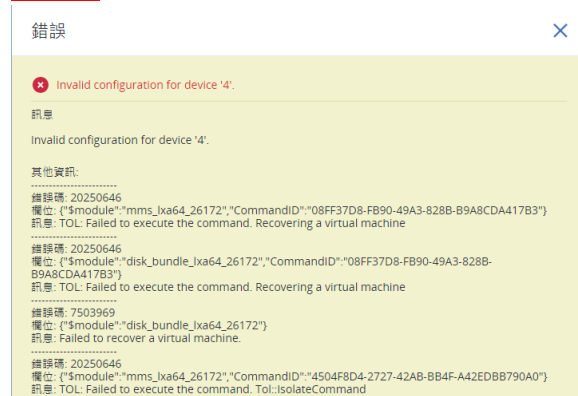 錯誤
Invalid configuration for device '4'.
訊息
Invalid configuration for device '4'.
其他資訊:
------------------------
錯誤碼: 20250646
欄位: {"$module":"mms_lxa64_26172","CommandID":"08FF37D8-FB90-49A3-828B-B9A8CDA417B3"}
訊息: TOL: Failed to execute the command. Recovering a virtual machine
------------------------
錯誤碼: 20250646
欄位: {"$module":"disk_bundle_lxa64_26172","CommandID":"08FF37D8-FB90-49A3-828B-
B9A8CDA417B3"}
訊息: TOL: Failed to execute the command. Recovering a virtual machine
------------------------
錯誤碼: 7503969
欄位: {"$module":"disk_bundle_lxa64_26172"}
訊息: Failed to recover a virtual machine.
------------------------
錯誤碼: 20250646
欄位: {"$module":"mms_lxa64_26172","CommandID":"4504F8D4-2727-42AB-BB4F-A42EDBB790A0"}
訊息: TOL: Failed to execute the command. Tol::IsolateCommand